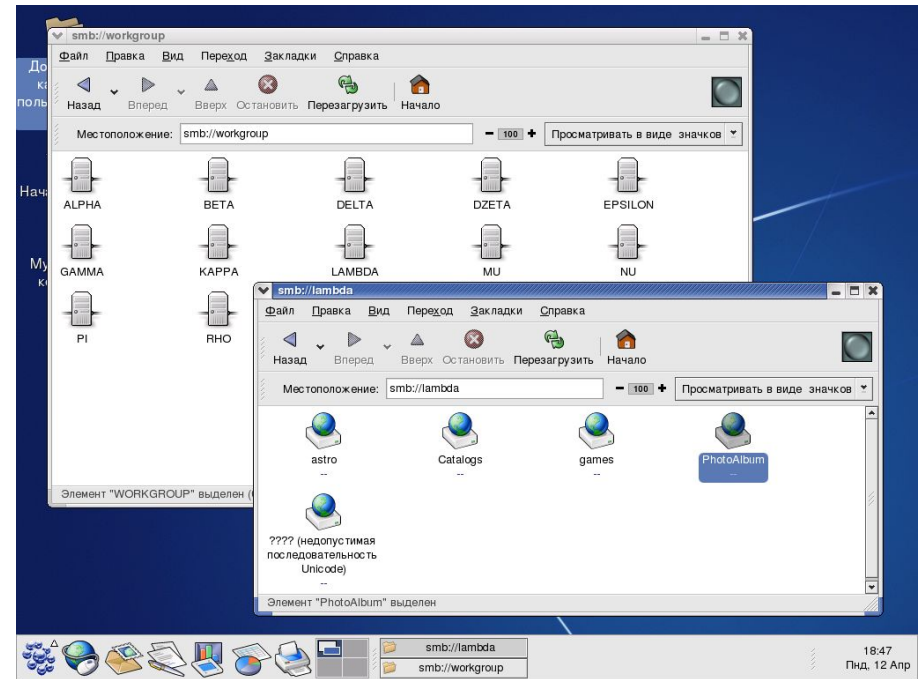 smb://workgroup
Файл Правка Вид Переход Закладки Справка
Назад Вперед Вверх Остановить Перезагрузить Начало
Местоположение: smb://workgroup 100 Просматривать в виде значков
ALPHA BETA DELTA DZETA EPSILON
GAMMA KAPPA LAMBDA MU NU
PI RHO
Элемент "WORKGROUP" выделен
smb://lambda
Файл Правка Вид Переход Закладки Справка
Назад Вперед Вверх Остановить Перезагрузить Начало
Местоположение: smb://lambda 100 Просматривать в виде значков
astro Catalogs games PhotoAlbum
-- -- -- --
???? (недопустимая
последовательность
Unicode)
--
Элемент "PhotoAlbum" выделен
smb://lambda
smb://workgroup
18:47
Пнд, 12 Апр